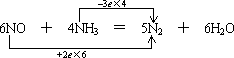 –3e×4
6NO + 4NH₃ = 5N₂ + 6H₂O
+2e×6